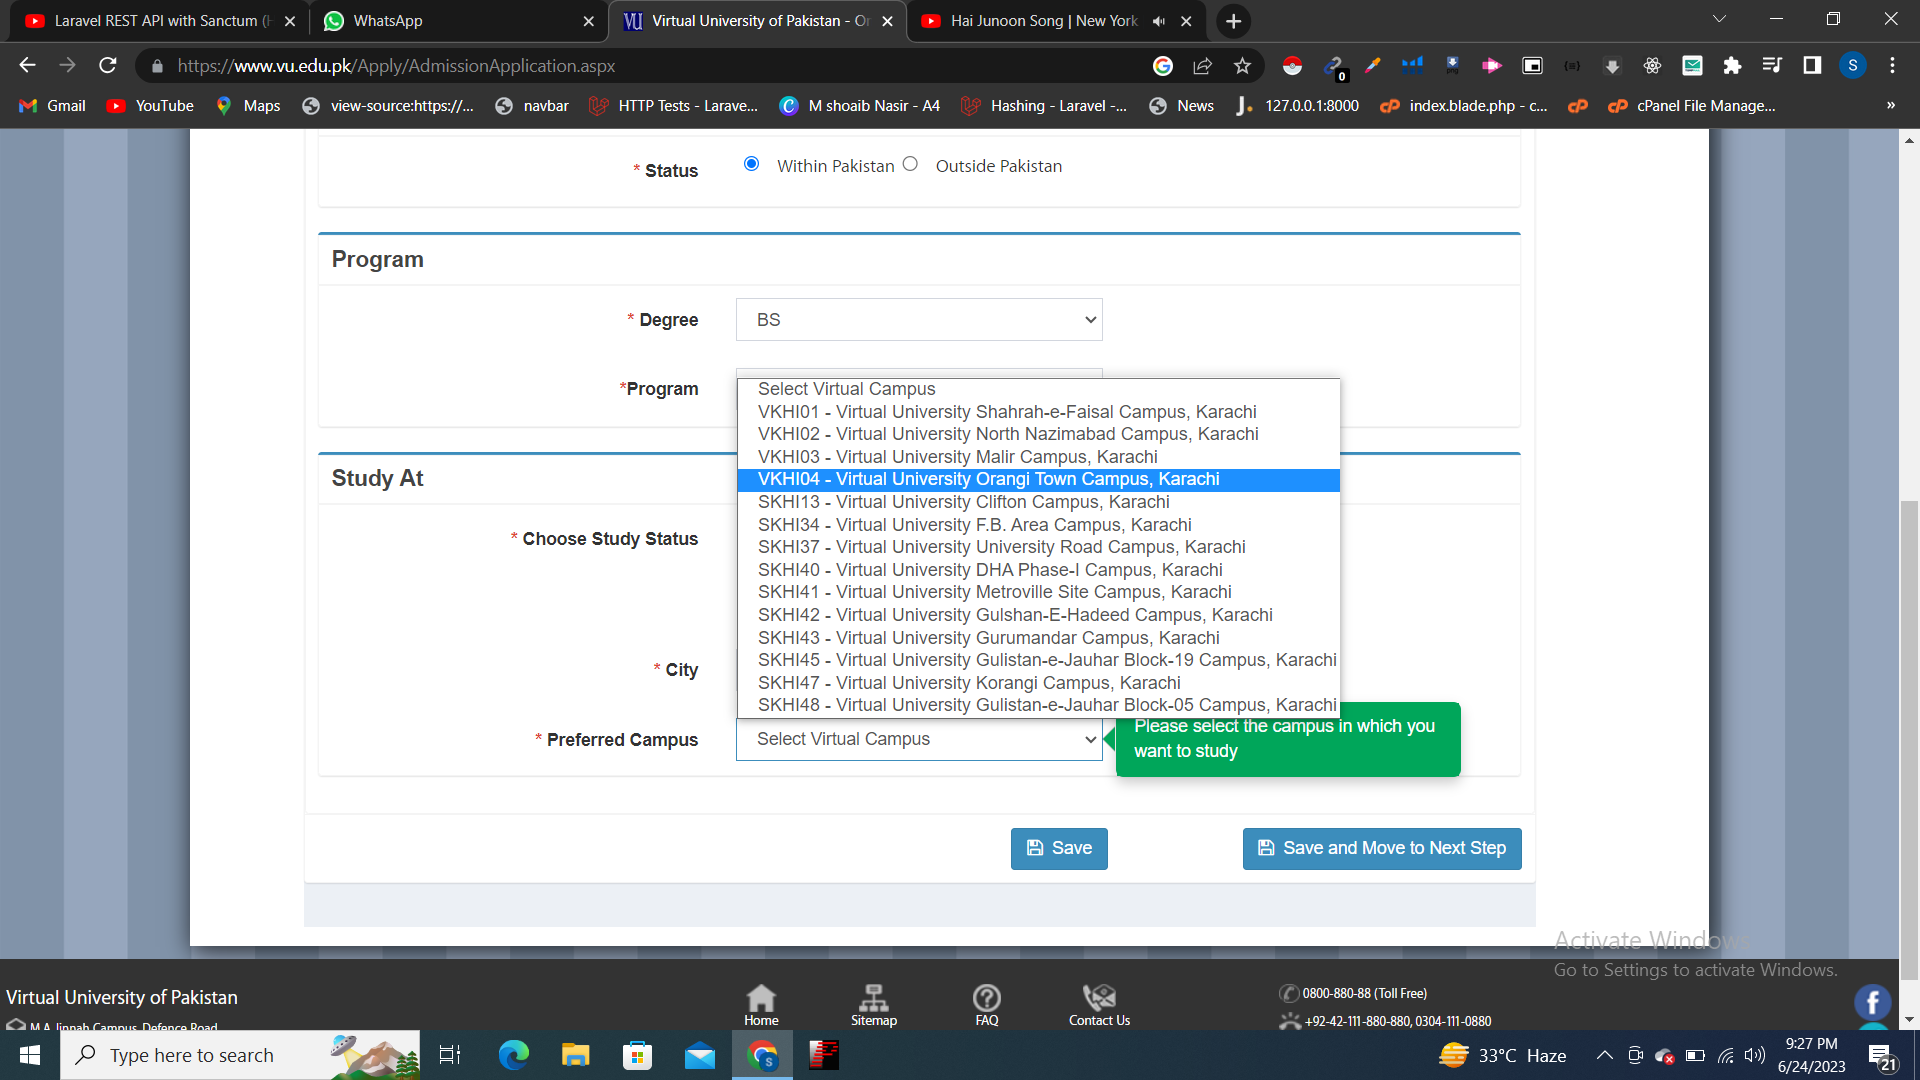 Laravel REST API with Sanctum (H
WhatsApp
Virtual University of Pakistan - On
Hai Junoon Song | New York
https://www.vu.edu.pk/Apply/AdmissionApplication.aspx
0
S
Gmail
YouTube
Maps
view-source:https://...
navbar
HTTP Tests - Larave...
M shoaib Nasir - A4
Hashing - Laravel -...
News
127.0.0.1:8000
index.blade.php - c...
cPanel File Manage...
»
* Status
Within Pakistan
Outside Pakistan
Program
* Degree
BS
*Program
Select Virtual Campus
VKHI01 - Virtual University Shahrah-e-Faisal Campus, Karachi
VKHI02 - Virtual University North Nazimabad Campus, Karachi
VKHI03 - Virtual University Malir Campus, Karachi
VKHI04 - Virtual University Orangi Town Campus, Karachi
SKHI13 - Virtual University Clifton Campus, Karachi
SKHI34 - Virtual University F.B. Area Campus, Karachi
SKHI37 - Virtual University University Road Campus, Karachi
SKHI40 - Virtual University DHA Phase-I Campus, Karachi
SKHI41 - Virtual University Metroville Site Campus, Karachi
SKHI42 - Virtual University Gulshan-E-Hadeed Campus, Karachi
SKHI43 - Virtual University Gurumandar Campus, Karachi
SKHI45 - Virtual University Gulistan-e-Jauhar Block-19 Campus, Karachi
SKHI47 - Virtual University Korangi Campus, Karachi
SKHI48 - Virtual University Gulistan-e-Jauhar Block-05 Campus, Karachi
Study At
* Choose Study Status
* City
* Preferred Campus
Select Virtual Campus
Please select the campus in which you
want to study
Save
Save and Move to Next Step
Activate Windows
Go to Settings to activate Windows.
Virtual University of Pakistan
M.A. Jinnah Campus, Defence Road
Home
Sitemap
FAQ
Contact Us
0800-880-88 (Toll Free)
+92-42-111-880-880, 0304-111-0880
Type here to search
33°C Haze
9:27 PM
6/24/2023
21